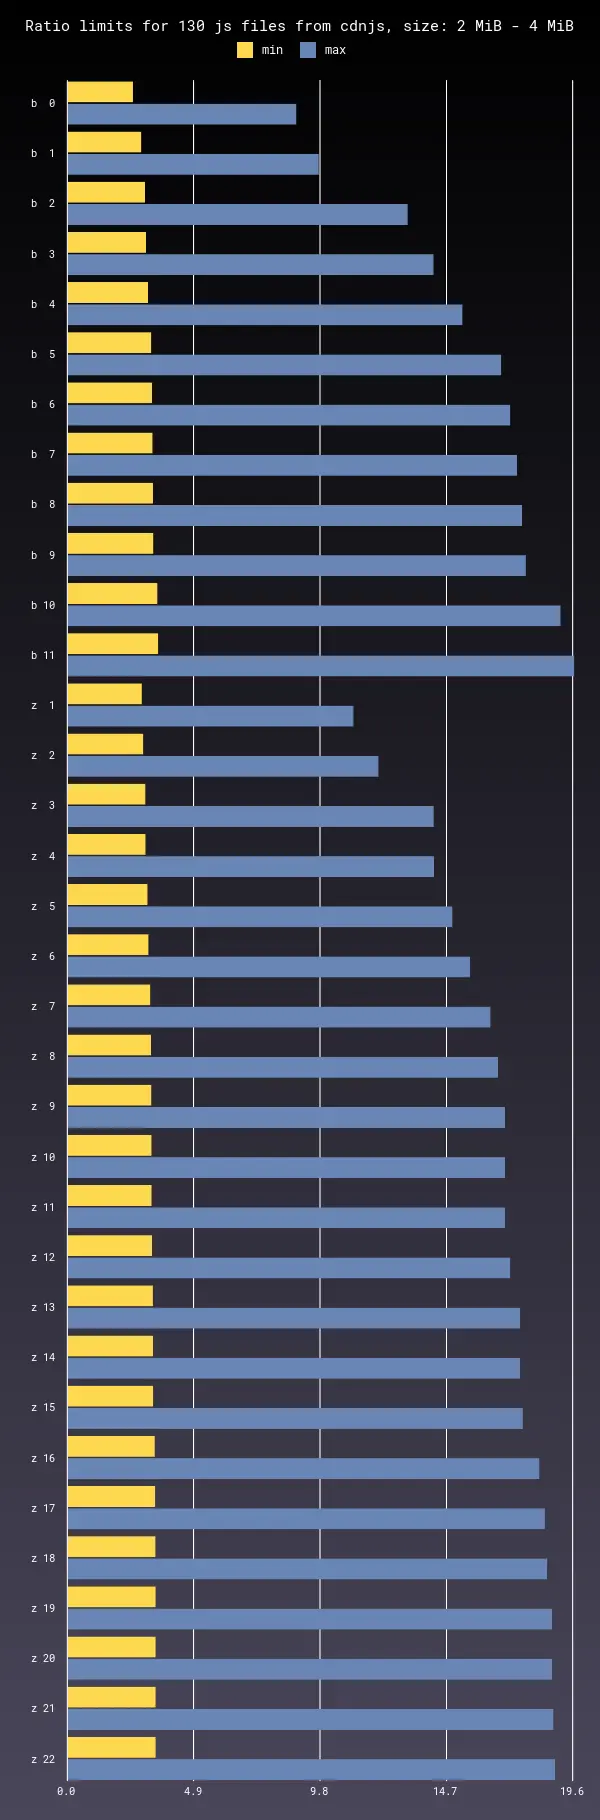 Ratio limits for 130 js files from cdnjs, size: 2 MiB - 4 MiB
min max
b 0
b 1
b 2
b 3
b 4
b 5
b 6
b 7
b 8
b 9
b 10
b 11
z 1
z 2
z 3
z 4
z 5
z 6
z 7
z 8
z 9
z 10
z 11
z 12
z 13
z 14
z 15
z 16
z 17
z 18
z 19
z 20
z 21
z 22
0.0 4.9 9.8 14.7 19.6